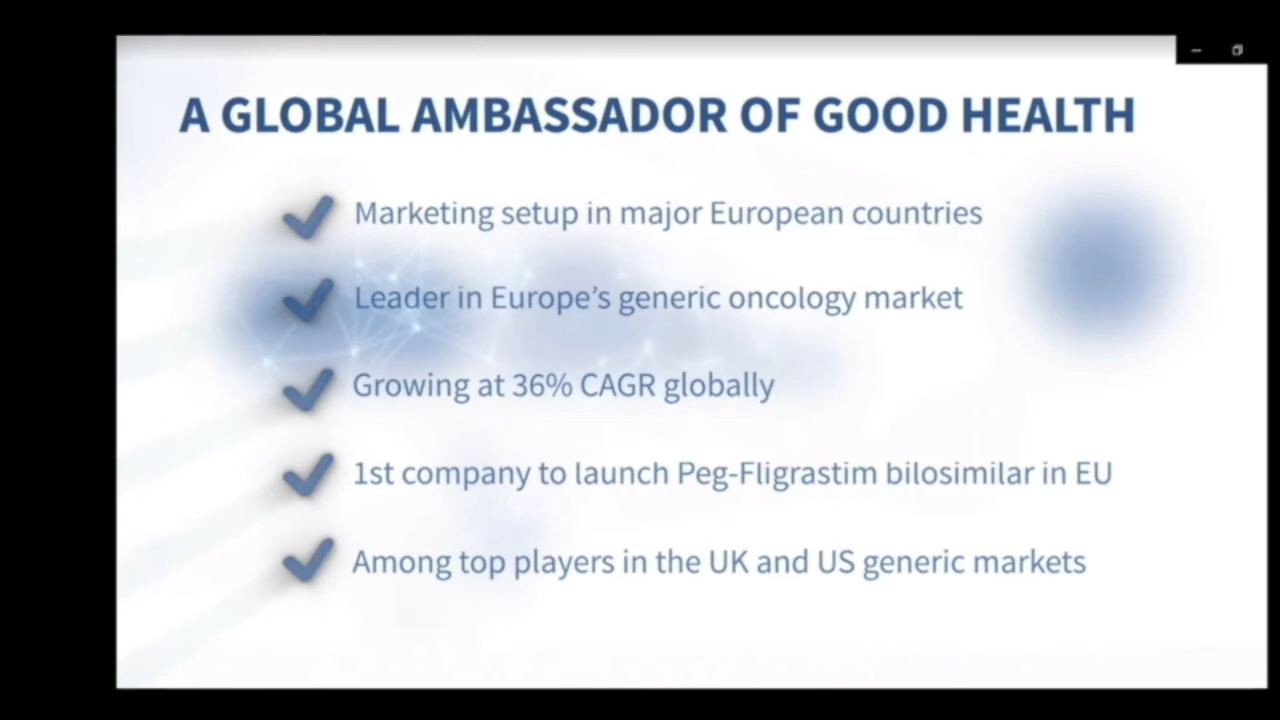 A GLOBAL AMBASSADOR OF GOOD HEALTH
Marketing setup in major European countries
Leader in Europe’s generic oncology market
Growing at 36% CAGR globally
1st company to launch Peg-Fligrastim bilosimilar in EU
Among top players in the UK and US generic markets